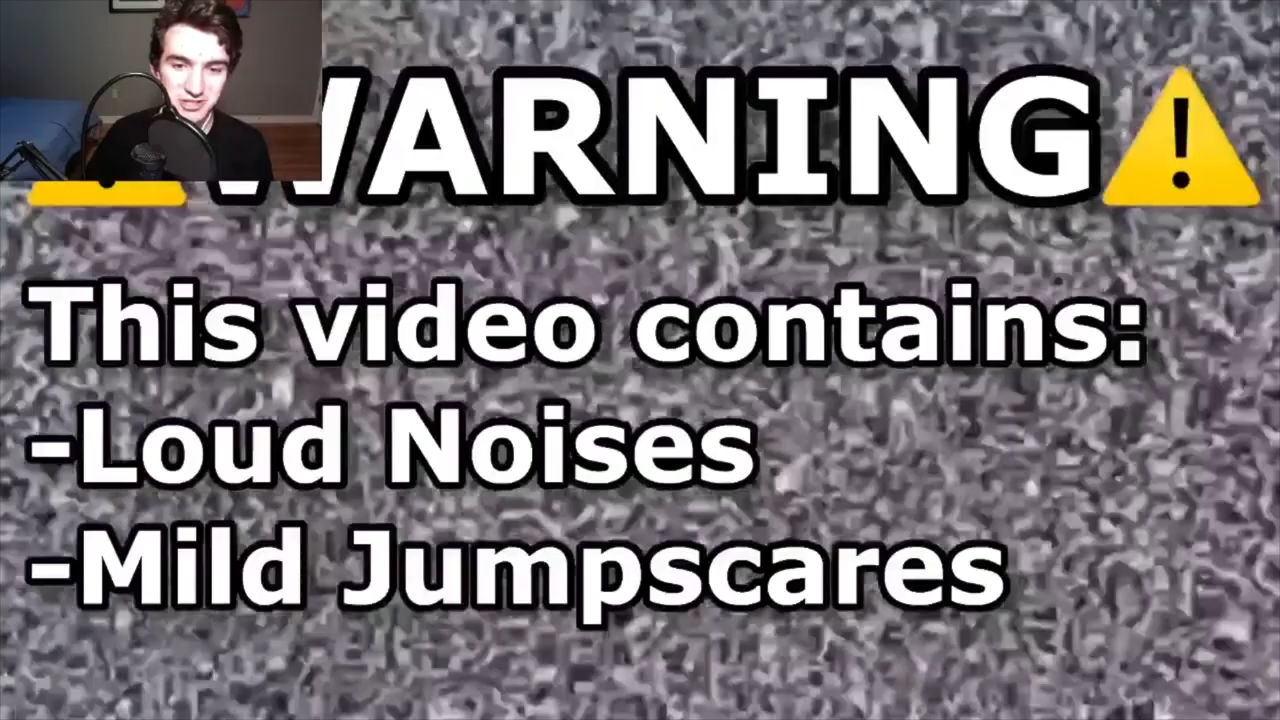 ⚠️WARNING⚠️
This video contains:
-Loud Noises
-Mild Jumpscares